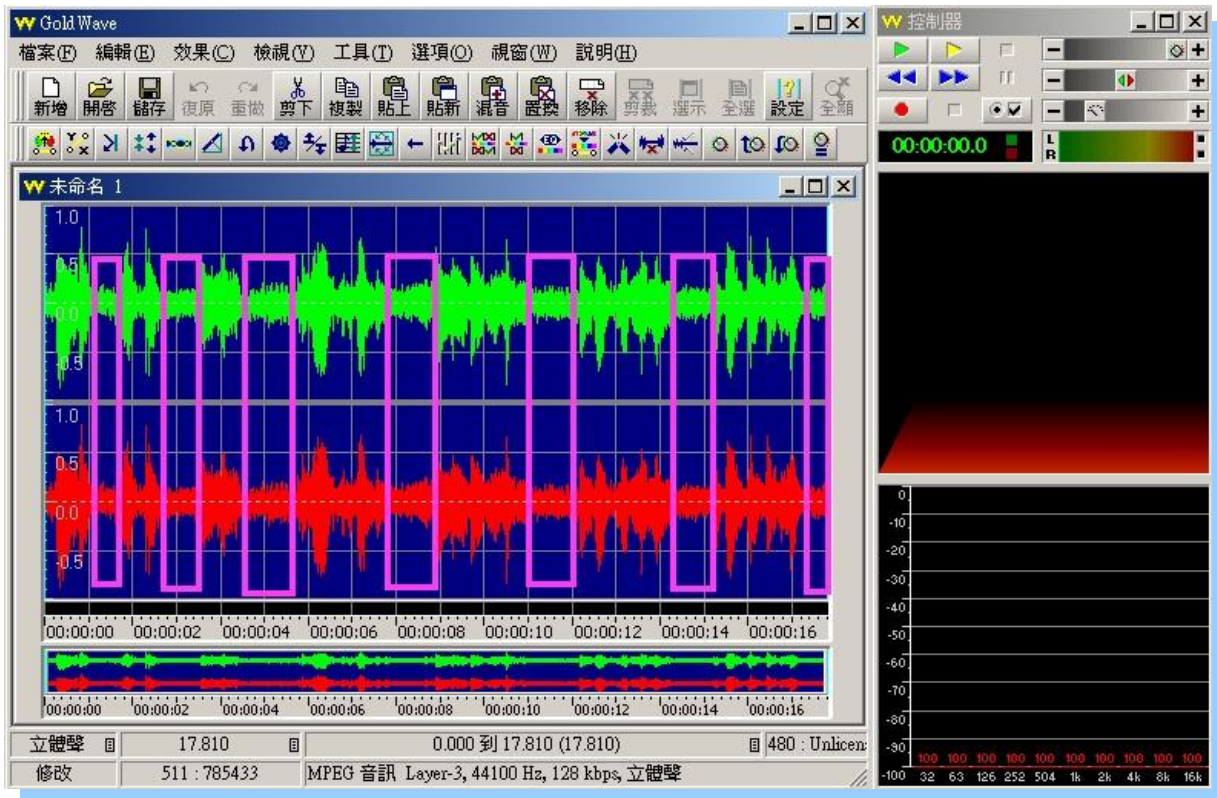 Gold Wave
檔案(F) 編輯(E) 效果(C) 檢視(V) 工具(T) 選項(O) 視窗(W) 說明(H)
新增 開啓 儲存 復原 重做 剪下 複製 貼上 貼新 混音 置換 移除 剪裁 選示 全選 設定 全顯
未命名 1
1.0
0.5
0.0
-0.5
1.0
0.5
0.0
-0.5
00:00:00 00:00:02 00:00:04 00:00:06 00:00:08 00:00:10 00:00:12 00:00:14 00:00:16
00:00:00 00:00:02 00:00:04 00:00:06 00:00:08 00:00:10 00:00:12 00:00:14 00:00:16
立體聲 17.810 0.000 到 17.810 (17.810) 480 : Unlicen
修改 511 : 785433 MPEG 音訊 Layer-3, 44100 Hz, 128 kbps, 立體聲
控制器
00:00:00.0
L
R
0
-10
-20
-30
-40
-50
-60
-70
-80
-90
-100
100 100 100 100 100 100 100 100 100 100
32 63 126 252 504 1k 2k 4k 8k 16k